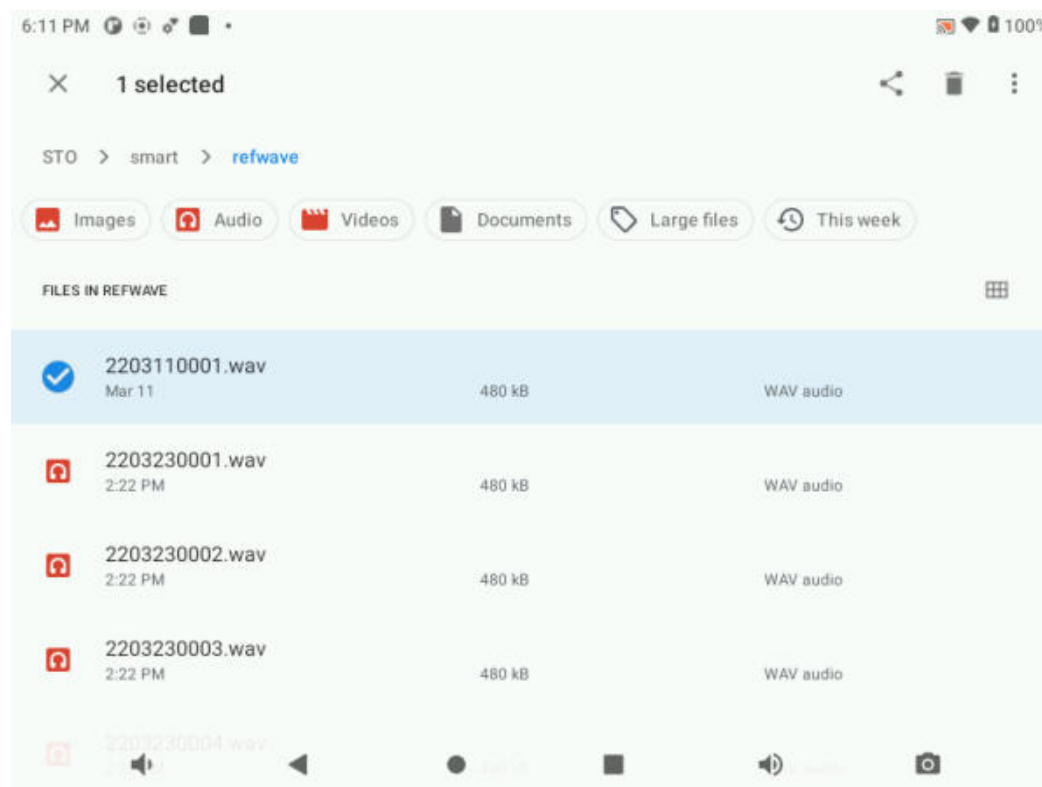 6:11 PM 100%
1 selected
STO > smart > refwave
Images Audio Videos Documents Large files This week
FILES IN REFWAVE
2203110001.wav
Mar 11 480 kB WAV audio
2203230001.wav
2:22 PM 480 kB WAV audio
2203230002.wav
2:22 PM 480 kB WAV audio
2203230003.wav
2:22 PM 480 kB WAV audio
2203230004.wav